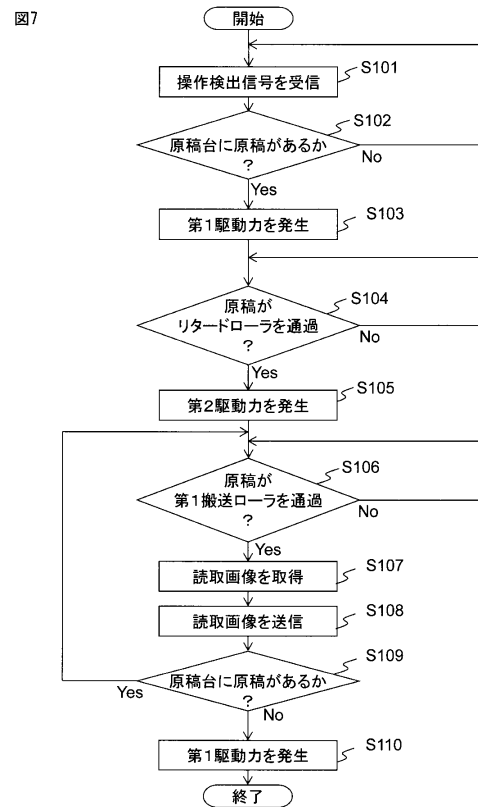 図7
開始
S101
操作検出信号を受信
S102
原稿台に原稿があるか
?
No
Yes
S103
第1駆動力を発生
S104
原稿が
リタードローラを通過
?
No
Yes
S105
第2駆動力を発生
S106
原稿が
第1搬送ローラを通過
?
No
Yes
S107
読取画像を取得
S108
読取画像を送信
S109
原稿台に原稿があるか
?
Yes
No
S110
第1駆動力を発生
終了